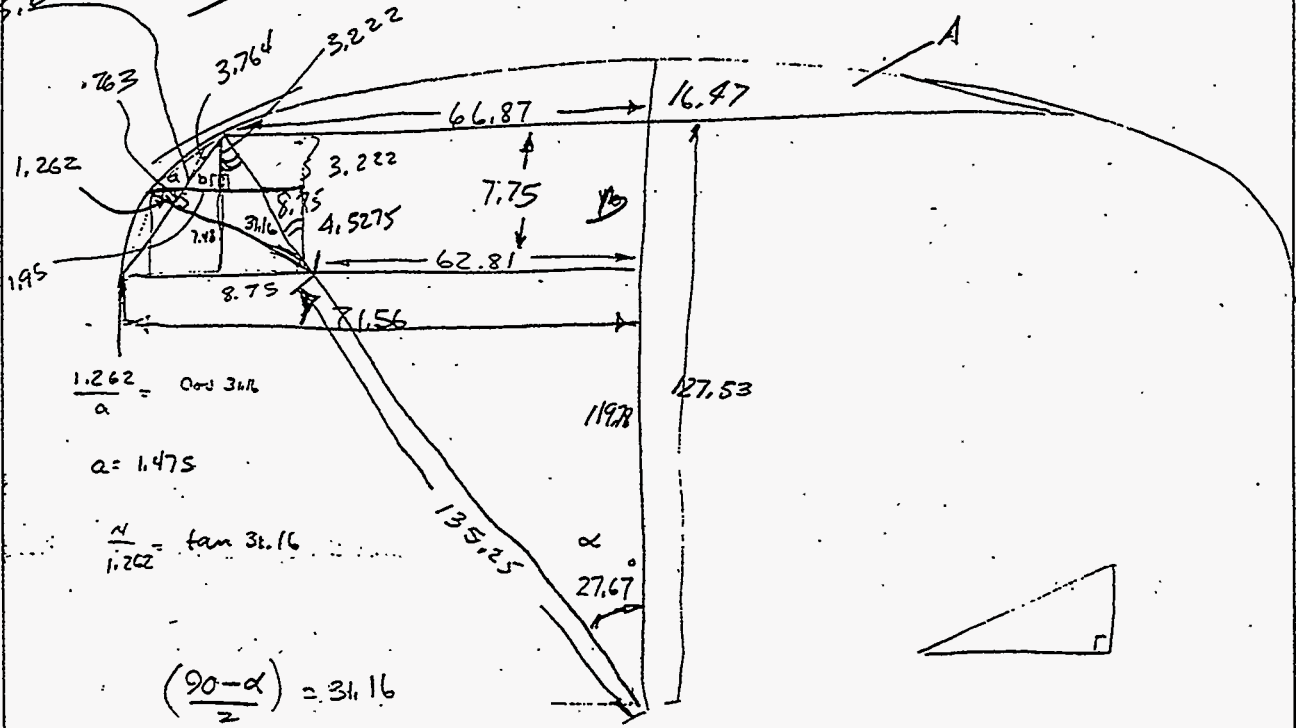 3.222
3.764
.763
A
16.47
66.87
1.262
a
3.222
7.75
8.75
4.5275
31.16
7.48
62.81
1.95
8.75
71.56
1.262/a = cos 31.16
127.53
a = 1.475
135.25
/1.262 = tan 31.16
α
27.67°
(90-α / 2) = 31.16